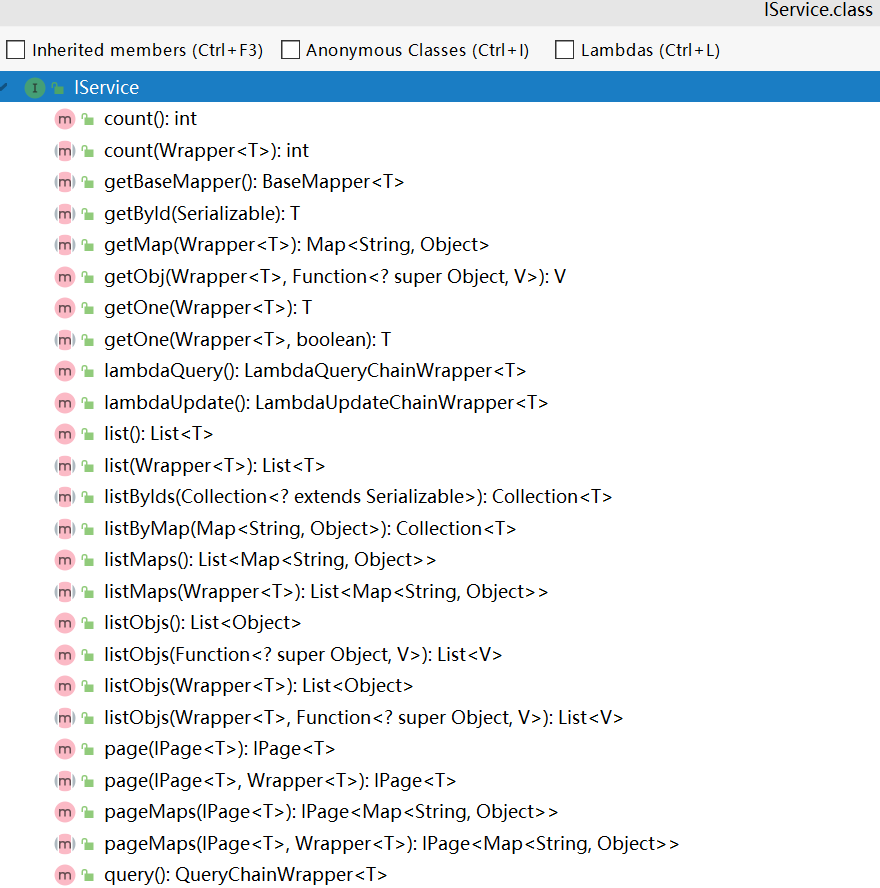 IService.class
Inherited members (Ctrl+F3) Anonymous Classes (Ctrl+I) Lambdas (Ctrl+L)
I IService
m count(): int
m count(Wrapper<T>): int
m getBaseMapper(): BaseMapper<T>
m getById(Serializable): T
m getMap(Wrapper<T>): Map<String, Object>
m getObj(Wrapper<T>, Function<? super Object, V>): V
m getOne(Wrapper<T>): T
m getOne(Wrapper<T>, boolean): T
m lambdaQuery(): LambdaQueryChainWrapper<T>
m lambdaUpdate(): LambdaUpdateChainWrapper<T>
m list(): List<T>
m list(Wrapper<T>): List<T>
m listByIds(Collection<? extends Serializable>): Collection<T>
m listByMap(Map<String, Object>): Collection<T>
m listMaps(): List<Map<String, Object>>
m listMaps(Wrapper<T>): List<Map<String, Object>>
m listObjs(): List<Object>
m listObjs(Function<? super Object, V>): List<V>
m listObjs(Wrapper<T>): List<Object>
m listObjs(Wrapper<T>, Function<? super Object, V>): List<V>
m page(IPage<T>): IPage<T>
m page(IPage<T>, Wrapper<T>): IPage<T>
m pageMaps(IPage<T>): IPage<Map<String, Object>>
m pageMaps(IPage<T>, Wrapper<T>): IPage<Map<String, Object>>
m query(): QueryChainWrapper<T>